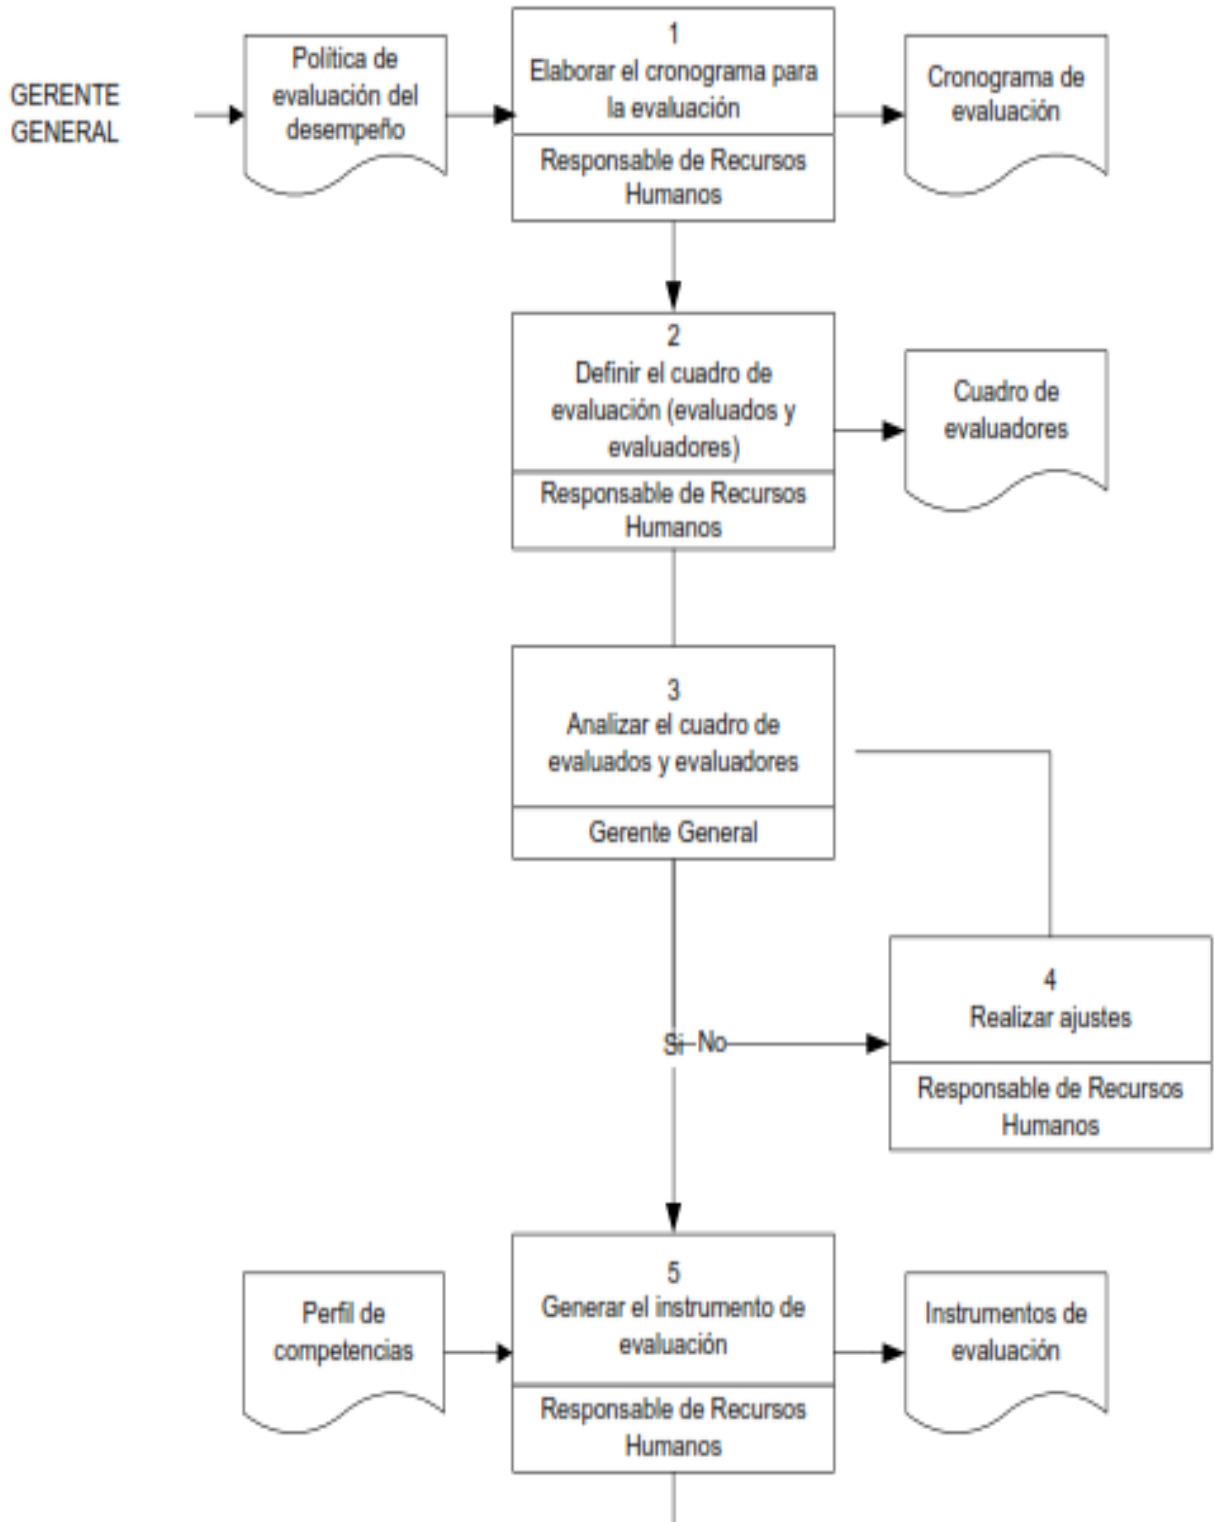 GERENTE
GENERAL
Política de
evaluación del
desempeño
1
Elaborar el cronograma para
la evaluación
Responsable de Recursos
Humanos
Cronograma de
evaluación
2
Definir el cuadro de
evaluación (evaluados y
evaluadores)
Responsable de Recursos
Humanos
Cuadro de
evaluadores
3
Analizar el cuadro de
evaluados y evaluadores
Gerente General
4
Realizar ajustes
Responsable de Recursos
Humanos
Si
No
Perfil de
competencias
5
Generar el instrumento de
evaluación
Responsable de Recursos
Humanos
Instrumentos de
evaluación